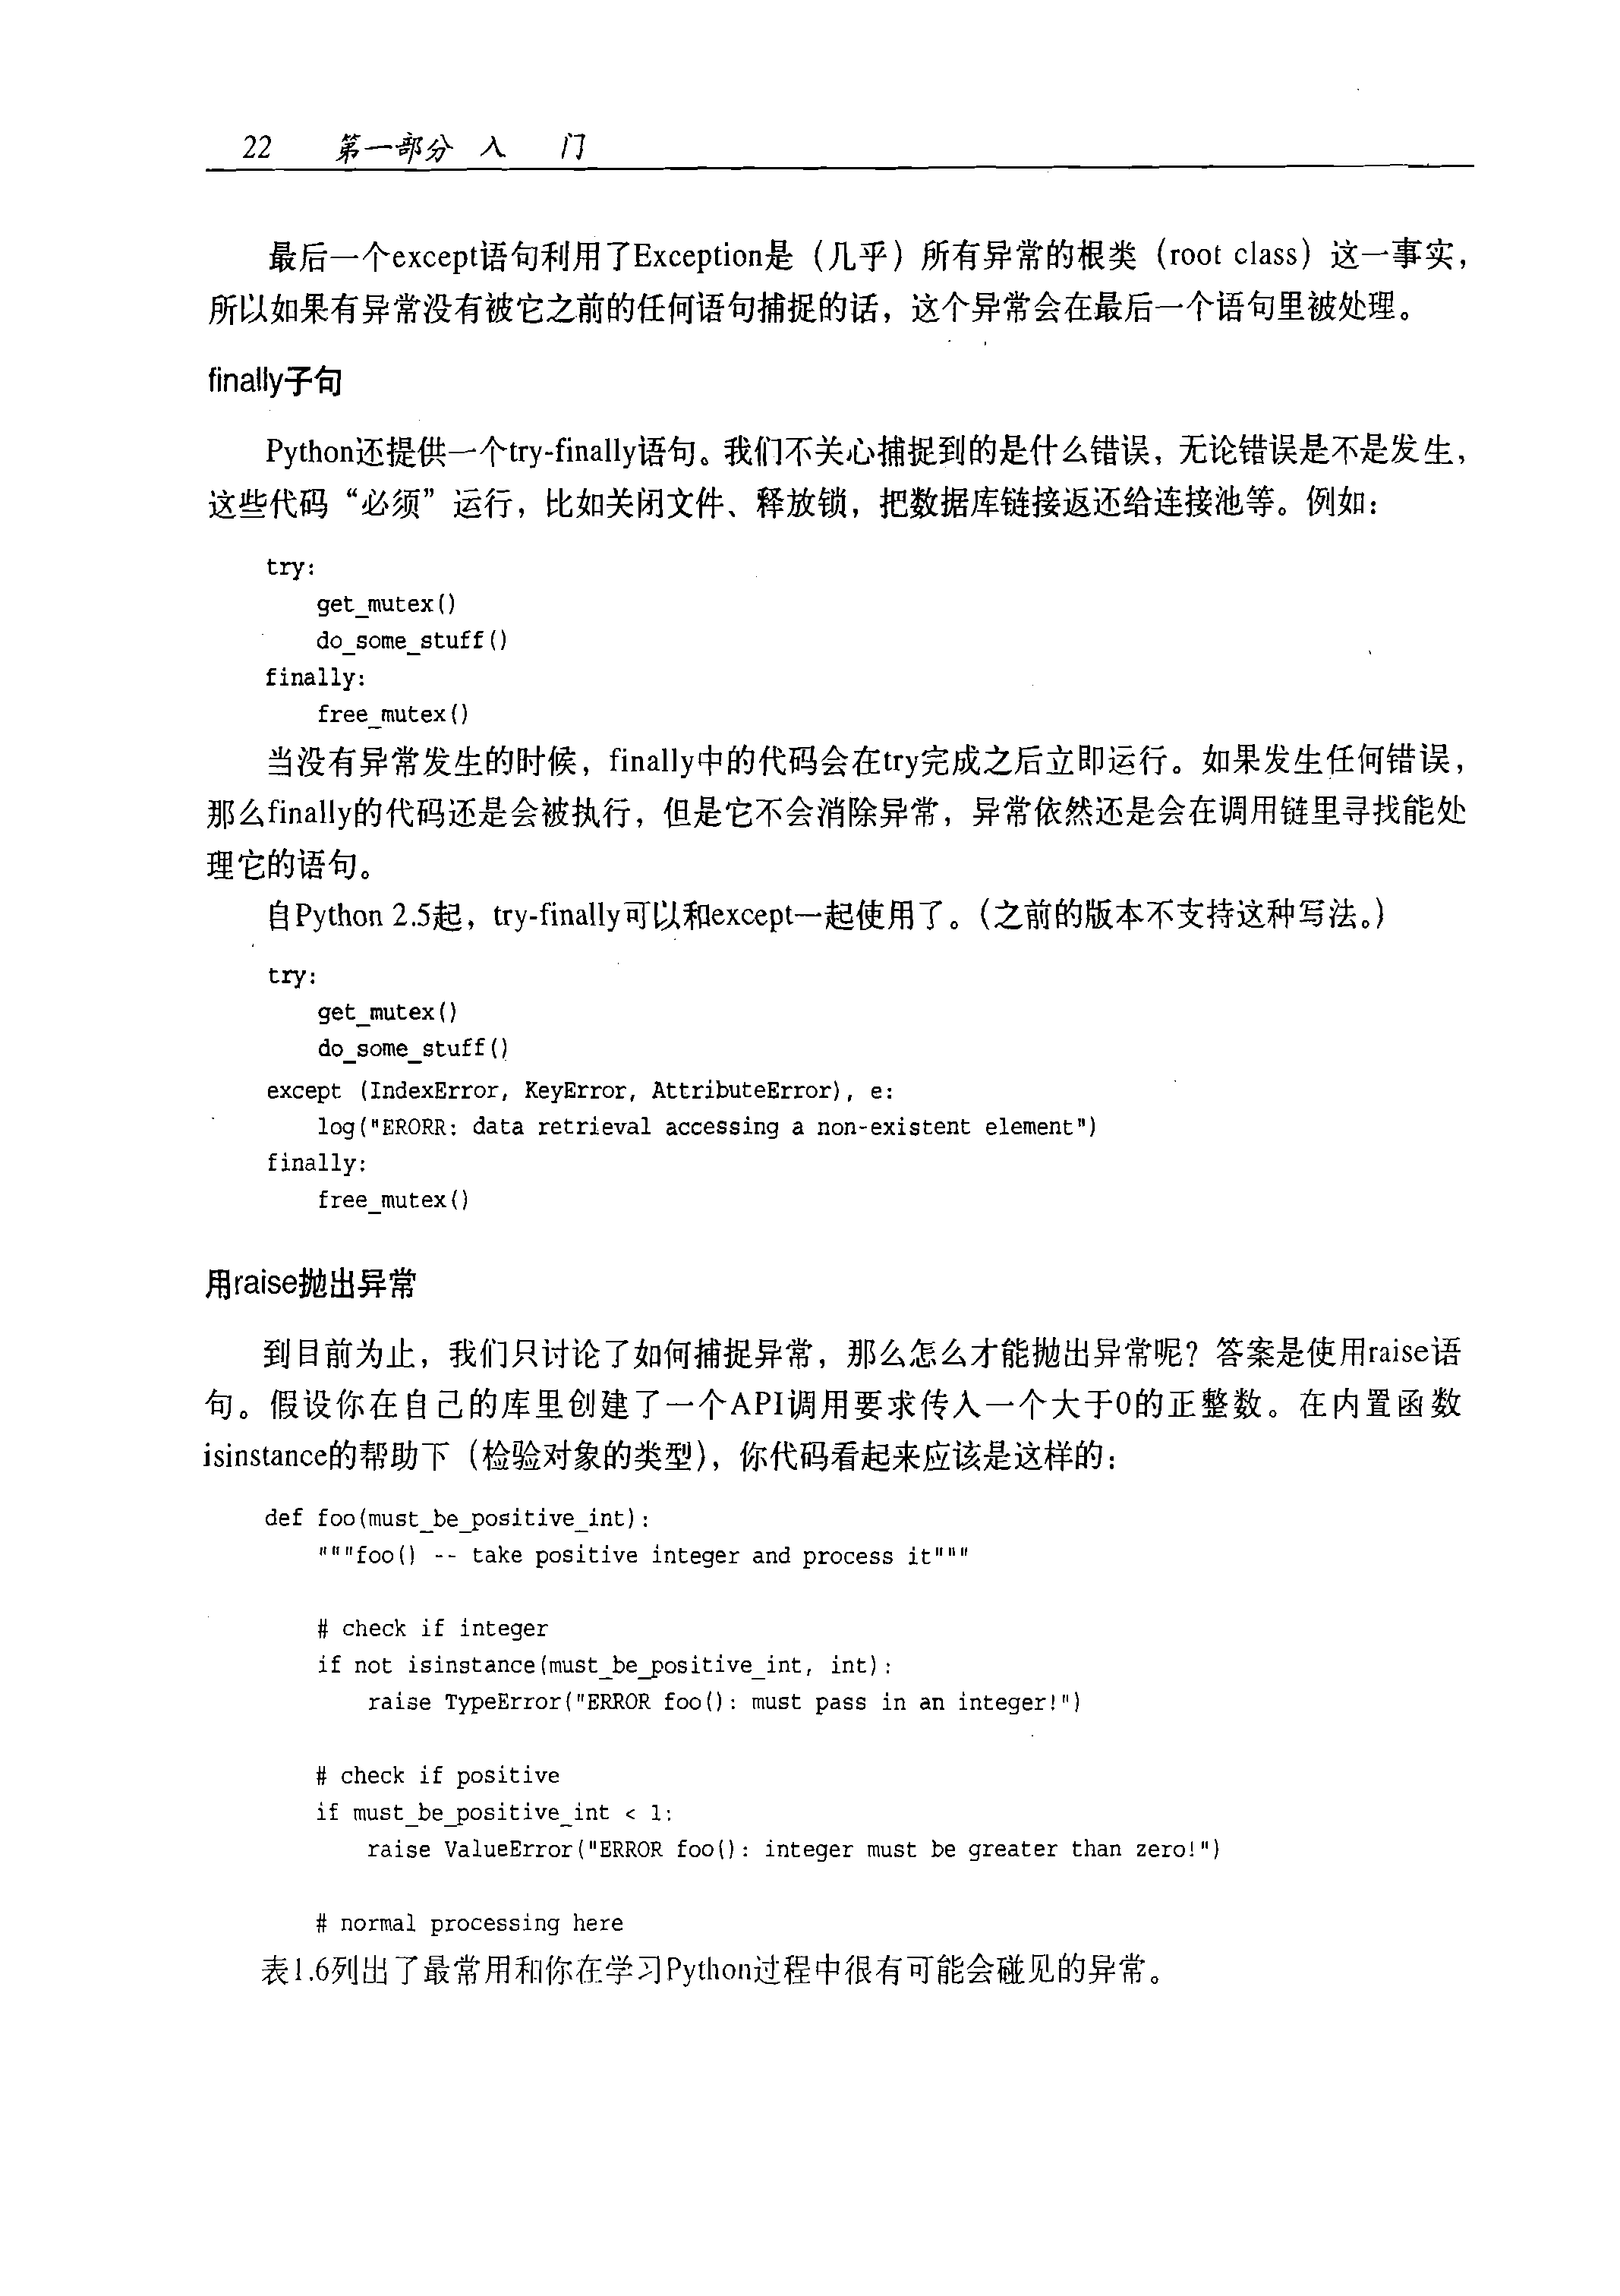 22 第一部分 入 门
最后一个except语句利用了Exception是（几乎）所有异常的根类（root class）这一事实，
所以如果有异常没有被它之前的任何语句捕捉的话，这个异常会在最后一个语句里被处理。
finally子句
Python还提供一个try-finally语句。我们不关心捕捉到的是什么错误，无论错误是不是发生，
这些代码“必须”运行，比如关闭文件、释放锁，把数据库链接返还给连接池等。例如：
try:
    get_mutex()
    do_some_stuff()
finally:
    free_mutex()
当没有异常发生的时候，finally中的代码会在try完成之后立即运行。如果发生任何错误，
那么finally的代码还是会被执行，但是它不会消除异常，异常依然还是会在调用链里寻找能处
理它的语句。
自Python 2.5起，try-finally可以和except一起使用了。（之前的版本不支持这种写法。）
try:
    get_mutex()
    do_some_stuff()
except (IndexError, KeyError, AttributeError), e:
    log("ERORR: data retrieval accessing a non-existent element")
finally:
    free_mutex()
用raise抛出异常
到目前为止，我们只讨论了如何捕捉异常，那么怎么才能抛出异常呢？答案是使用raise语
句。假设你在自己的库里创建了一个API调用要求传入一个大于0的正整数。在内置函数
isinstance的帮助下（检验对象的类型），你代码看起来应该是这样的：
def foo(must_be_positive_int):
    """foo() -- take positive integer and process it"""
    # check if integer
    if not isinstance(must_be_positive_int, int):
        raise TypeError("ERROR foo(): must pass in an integer!")
    # check if positive
    if must_be_positive_int < 1:
        raise ValueError("ERROR foo(): integer must be greater than zero!")
    # normal processing here
表1.6列出了最常用和你在学习Python过程中很有可能会碰见的异常。